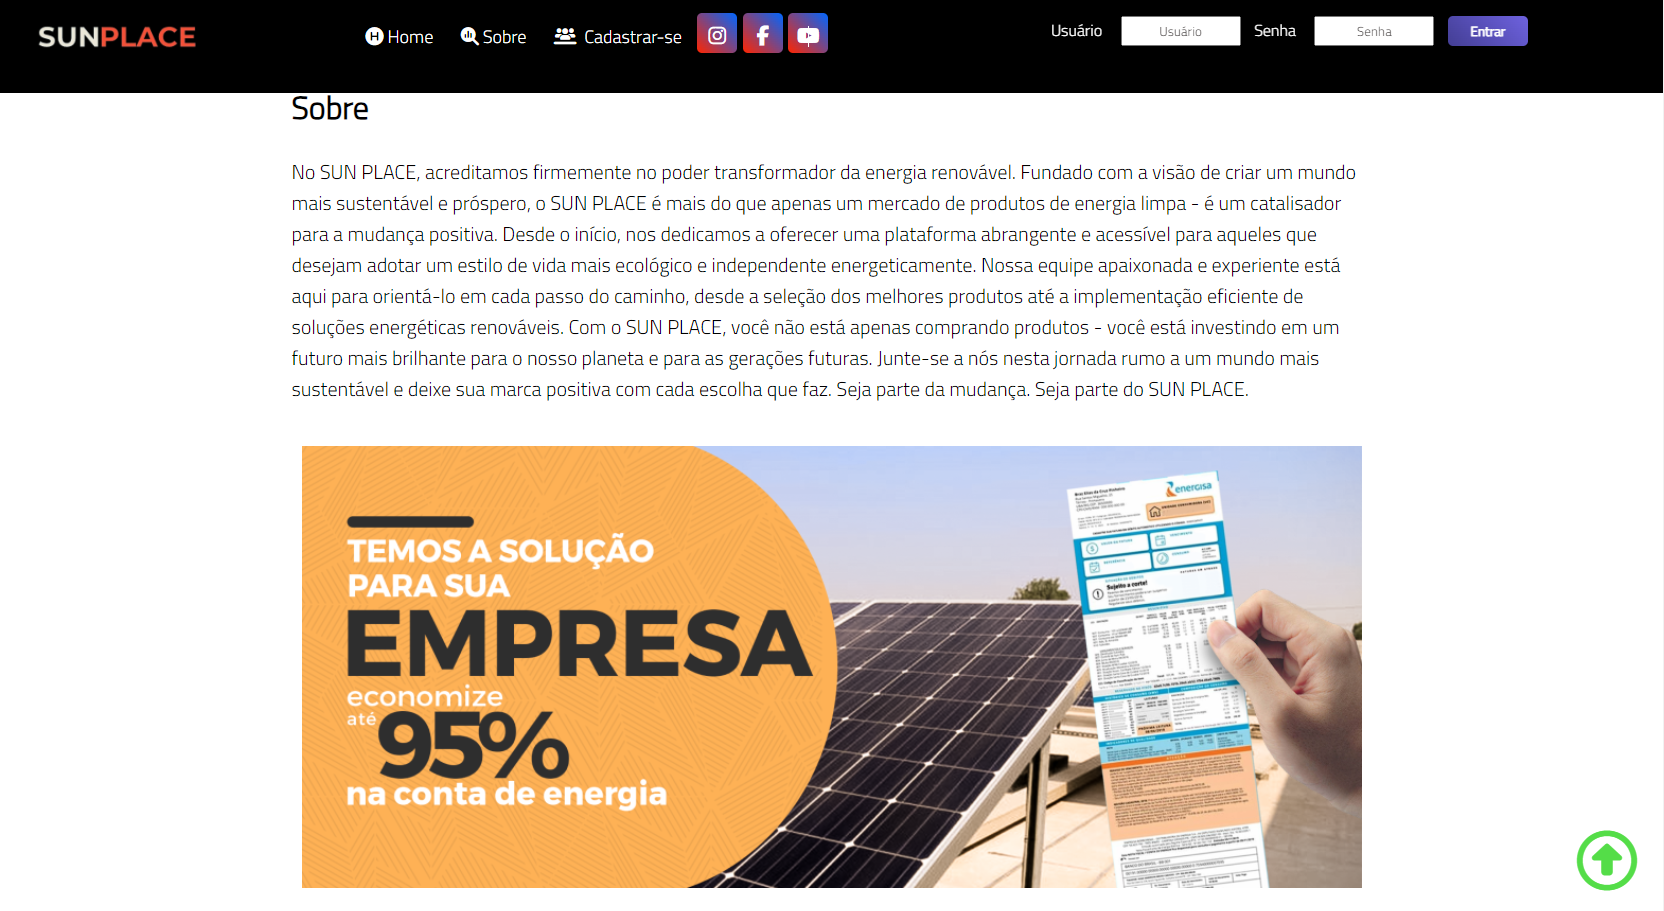 SUNPLACE
Home Sobre Cadastrar-se
Usuário Usuário Senha Senha Entrar
Sobre
No SUN PLACE, acreditamos firmemente no poder transformador da energia renovável. Fundado com a visão de criar um mundo
mais sustentável e próspero, o SUN PLACE é mais do que apenas um mercado de produtos de energia limpa - é um catalisador
para a mudança positiva. Desde o início, nos dedicamos a oferecer uma plataforma abrangente e acessível para aqueles que
desejam adotar um estilo de vida mais ecológico e independente energeticamente. Nossa equipe apaixonada e experiente está
aqui para orientá-lo em cada passo do caminho, desde a seleção dos melhores produtos até a implementação eficiente de
soluções energéticas renováveis. Com o SUN PLACE, você não está apenas comprando produtos - você está investindo em um
futuro mais brilhante para o nosso planeta e para as gerações futuras. Junte-se a nós nesta jornada rumo a um mundo mais
sustentável e deixe sua marca positiva com cada escolha que faz. Seja parte da mudança. Seja parte do SUN PLACE.
TEMOS A SOLUÇÃO
PARA SUA
EMPRESA
economize
até
95%
na conta de energia
energisa
Sujeito a corte!